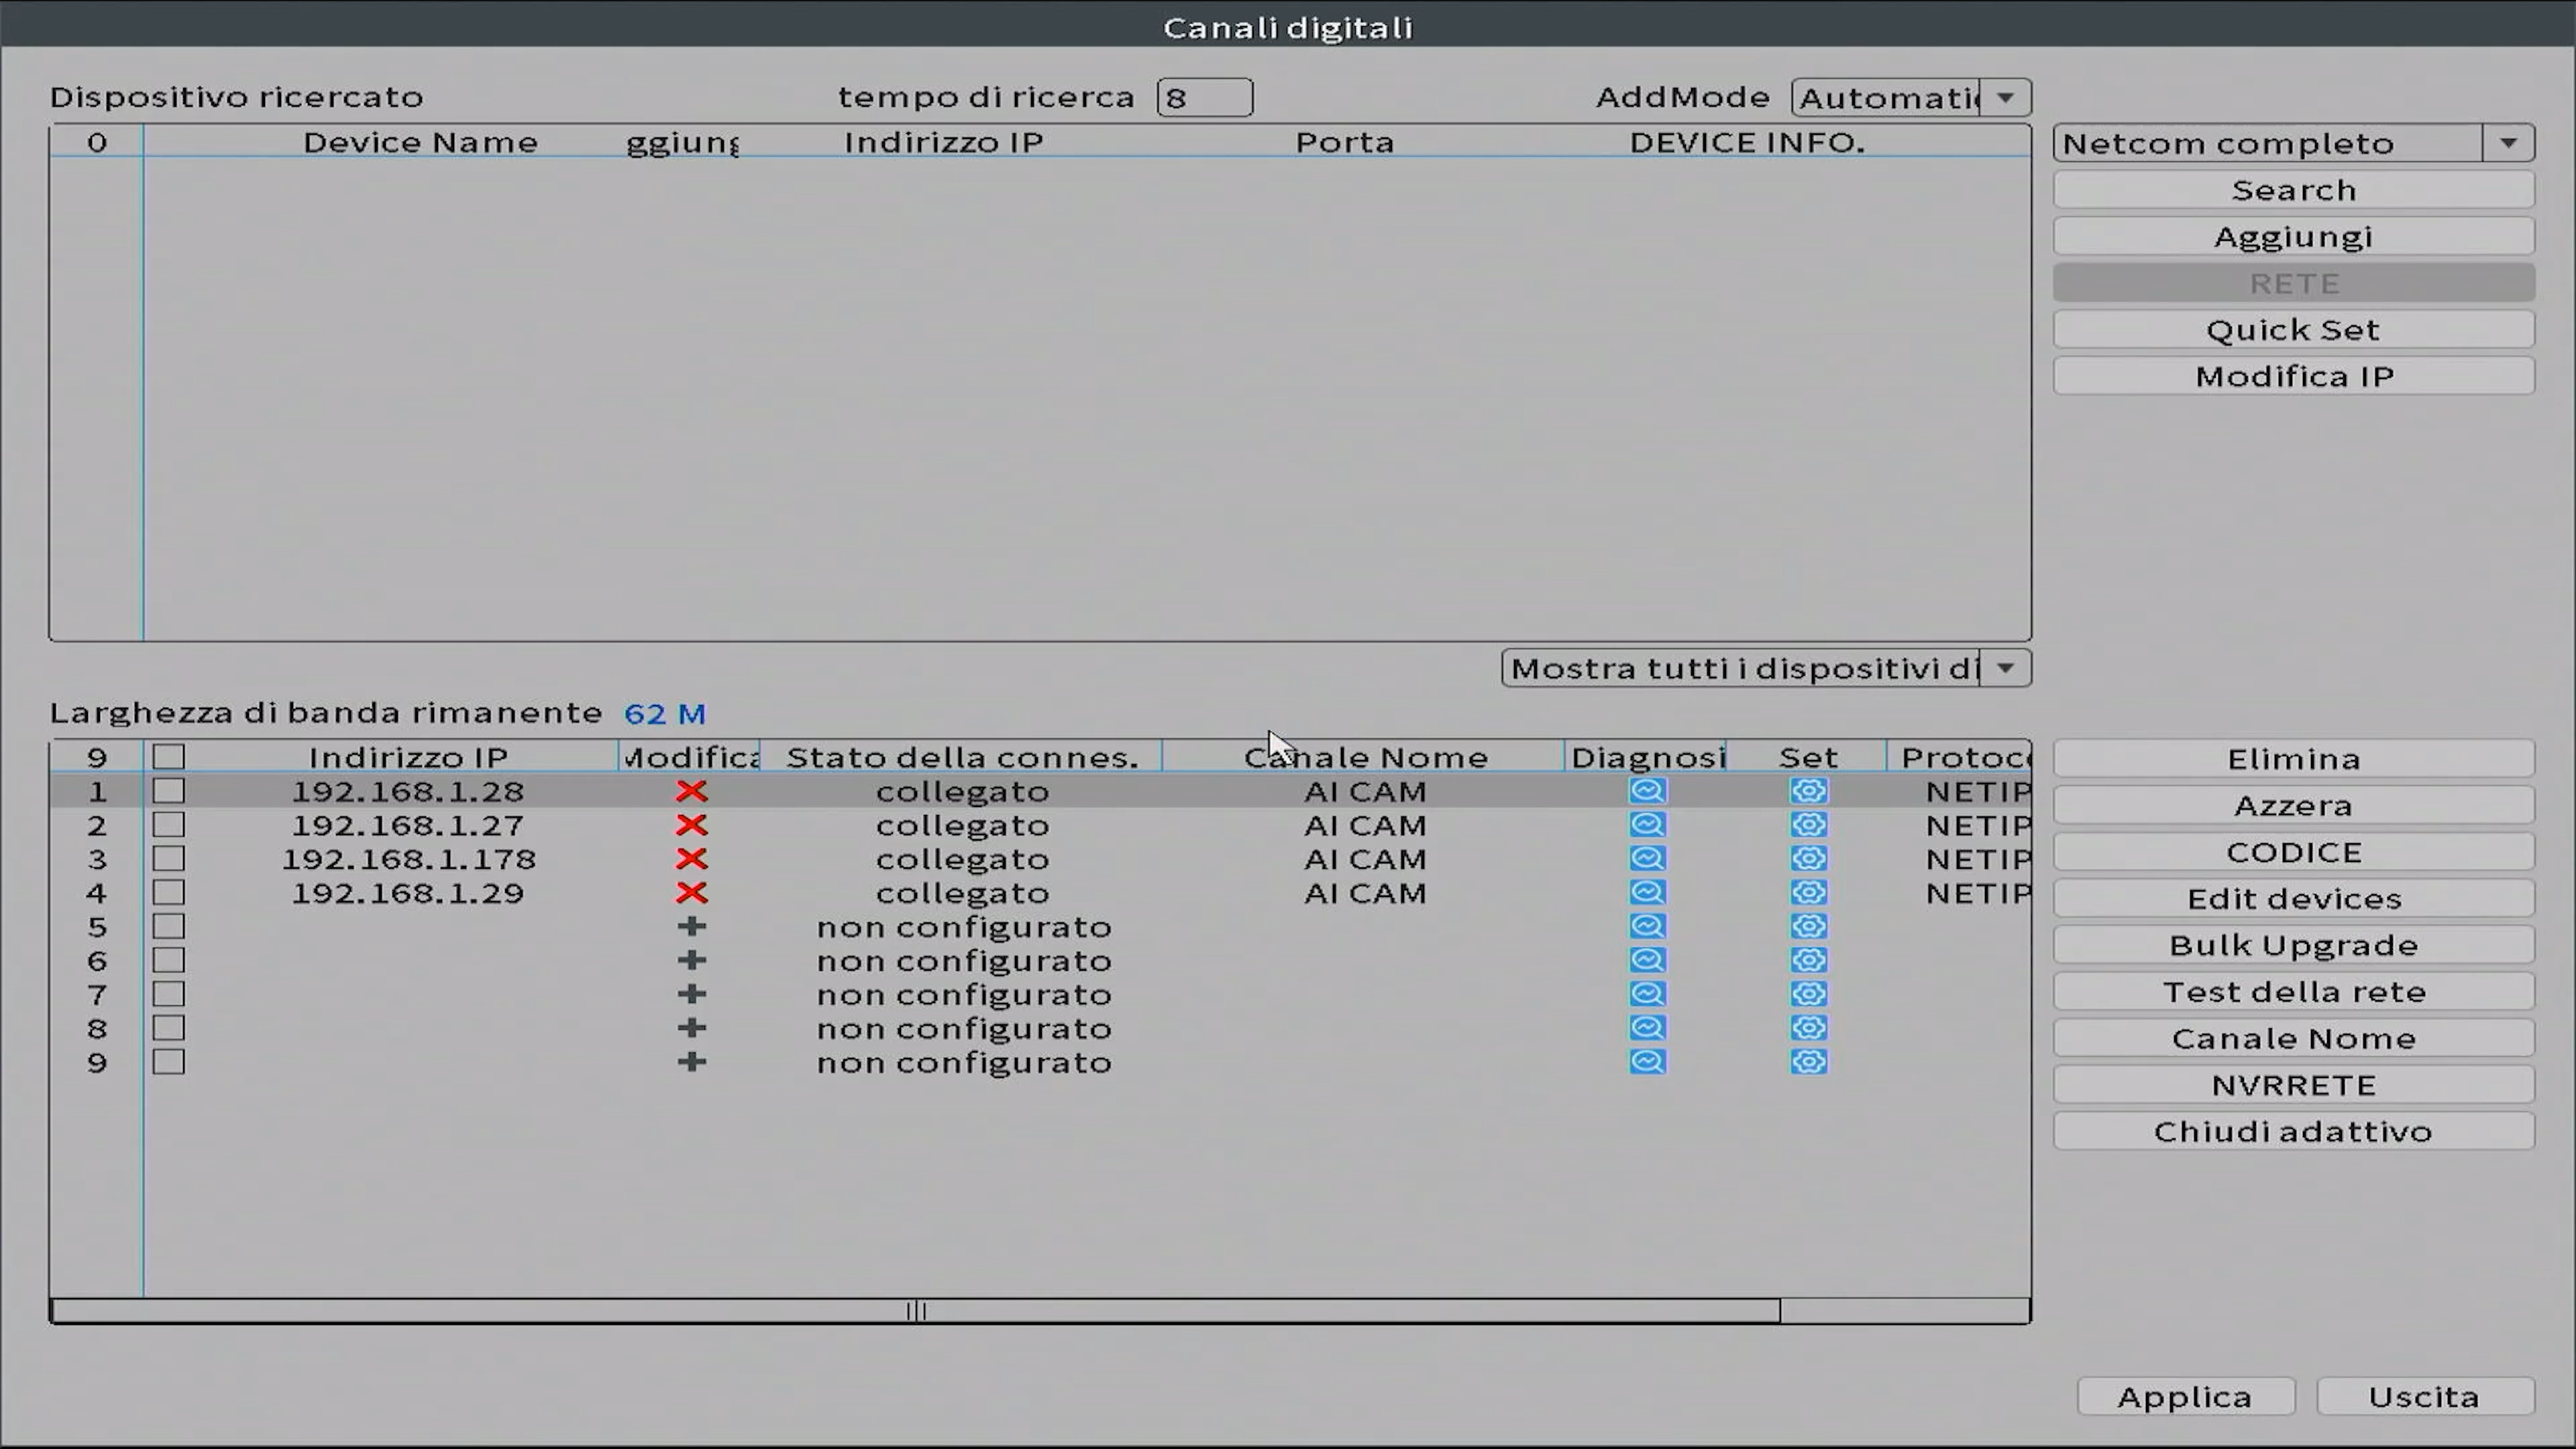 Canali digitali
Dispositivo ricercato tempo di ricerca 8 AddMode Automati
0 Device Name ggiung Indirizzo IP Porta DEVICE INFO.
Netcom completo
Search
Aggiungi
RETE
Quick Set
Modifica IP
Mostra tutti i dispositivi di
Larghezza di banda rimanente 62 M
9 Indirizzo IP Modifica Stato della connes. Canale Nome Diagnosi Set Protoco
1 192.168.1.28 collegato AI CAM NETIP
2 192.168.1.27 collegato AI CAM NETIP
3 192.168.1.178 collegato AI CAM NETIP
4 192.168.1.29 collegato AI CAM NETIP
5 non configurato
6 non configurato
7 non configurato
8 non configurato
9 non configurato
Elimina
Azzera
CODICE
Edit devices
Bulk Upgrade
Test della rete
Canale Nome
NVRRETE
Chiudi adattivo
Applica Uscita